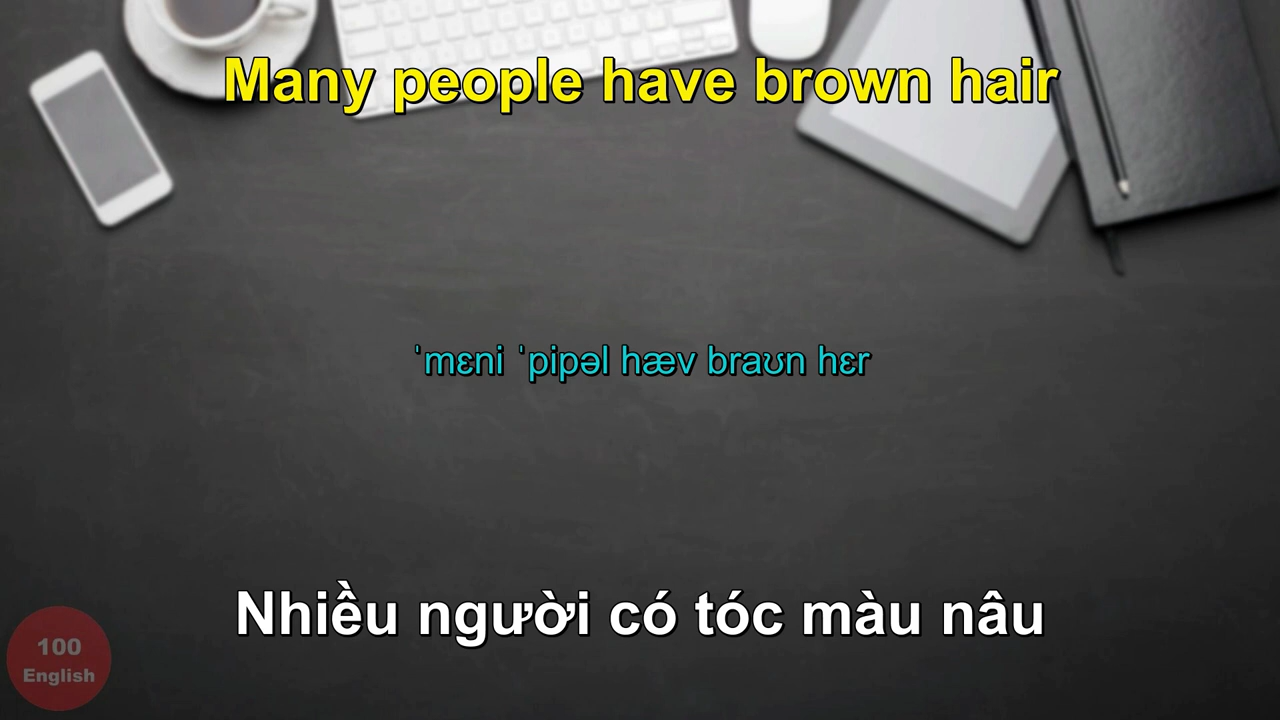 Many people have brown hair
ˈmɛni ˈpipəl hæv braʊn hɛr
Nhiều người có tóc màu nâu
100
English